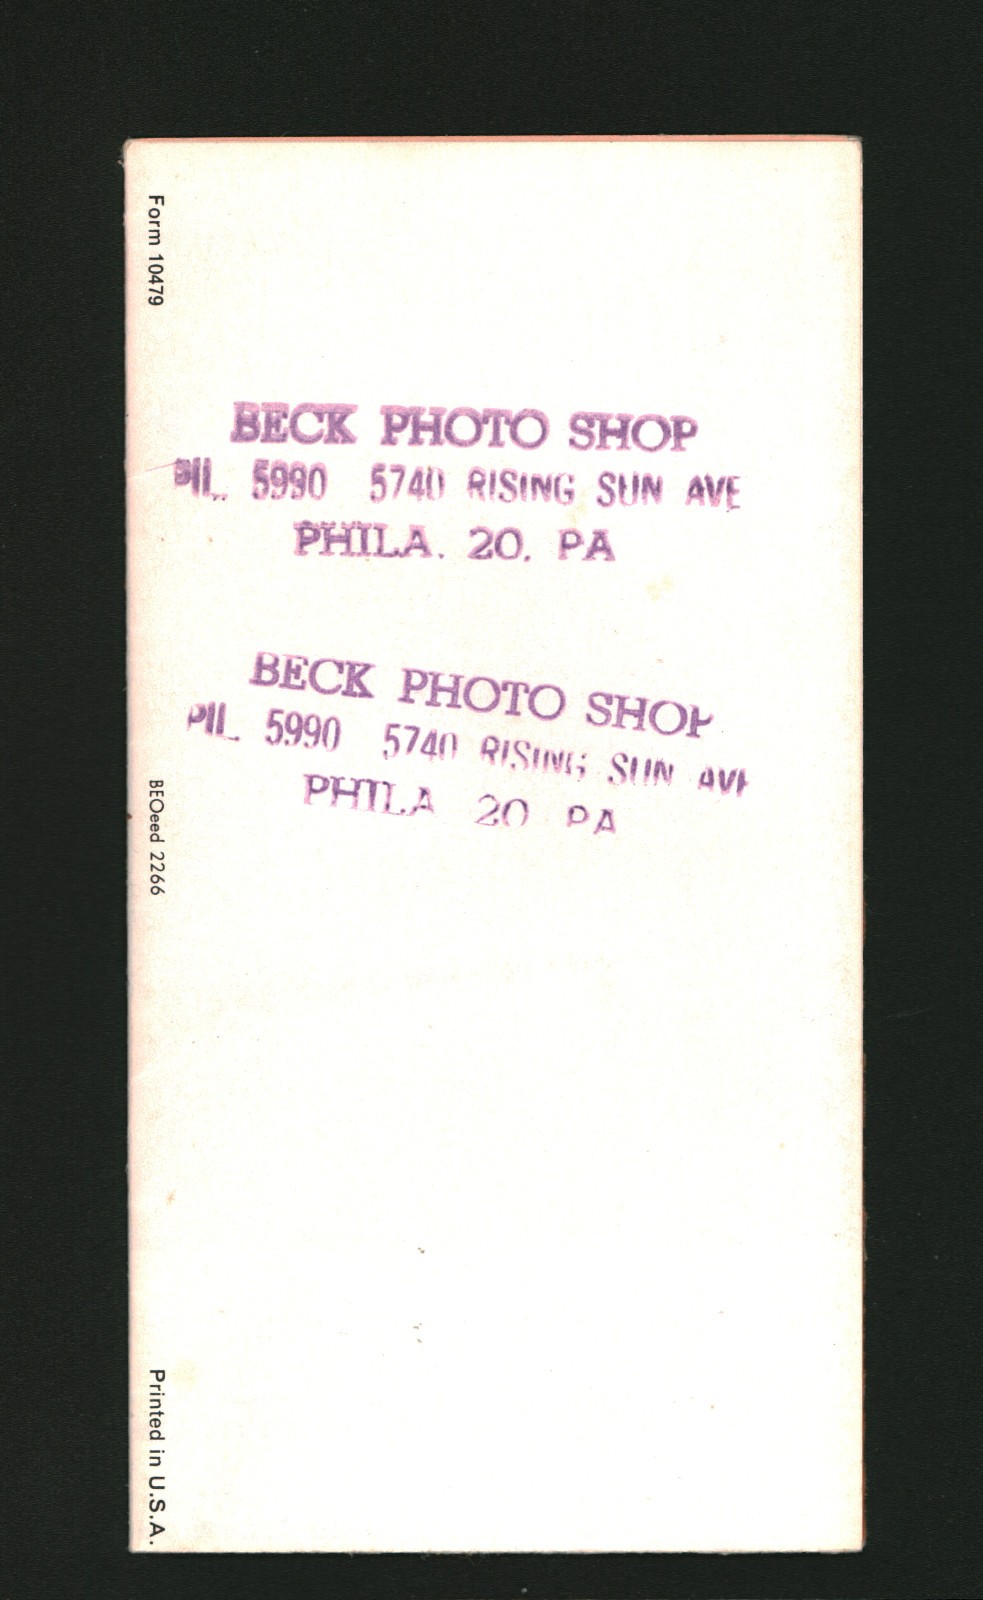 Form 10479
BECK PHOTO SHOP
PIL. 5990 5740 RISING SUN AVE
PHILA. 20, PA
BECK PHOTO SHOP
PIL 5990 5740 RISING SUN AVE
PHILA 20 PA
BEOeed 2266
Printed in U.S.A.